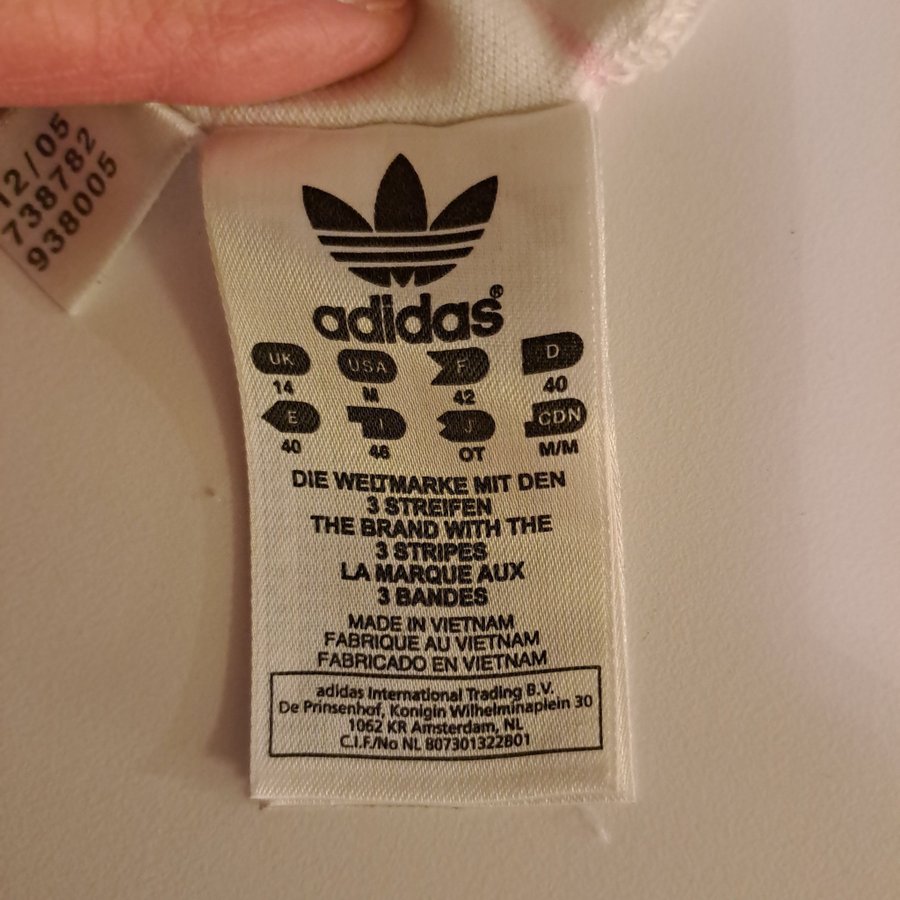 12/05
738782
938005
adidas®
UK USA F D
14 M 42 40
E I J CDN
40 46 OT M/M
DIE WELTMARKE MIT DEN
3 STREIFEN
THE BRAND WITH THE
3 STRIPES
LA MARQUE AUX
3 BANDES
MADE IN VIETNAM
FABRIQUE AU VIETNAM
FABRICADO EN VIETNAM
adidas International Trading B.V.
De Prinsenhof, Konigin Wilhelminaplein 30
1062 KR Amsterdam, NL
C.I.F./No NL 807301322B01